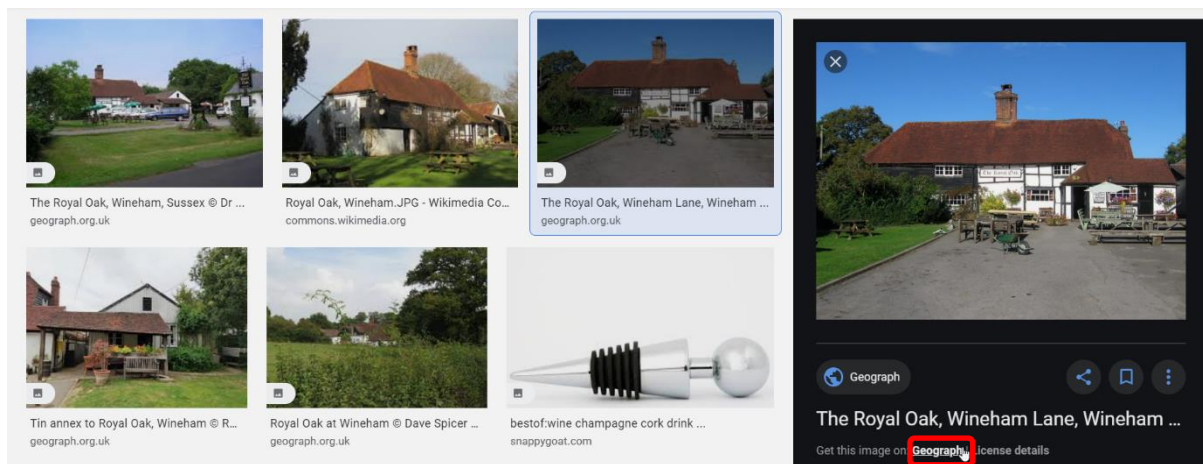 The Royal Oak, Wineham, Sussex © Dr ...
geograph.org.uk
Royal Oak, Wineham.JPG - Wikimedia Co...
commons.wikimedia.org
The Royal Oak, Wineham Lane, Wineham ...
geograph.org.uk
Tin annex to Royal Oak, Wineham © R...
geograph.org.uk
Royal Oak at Wineham © Dave Spicer ...
geograph.org.uk
bestof:wine champagne cork drink ...
snappygoat.com
The Royal Oak
Geograph
The Royal Oak, Wineham Lane, Wineham ...
Get this image on: Geograph | License details